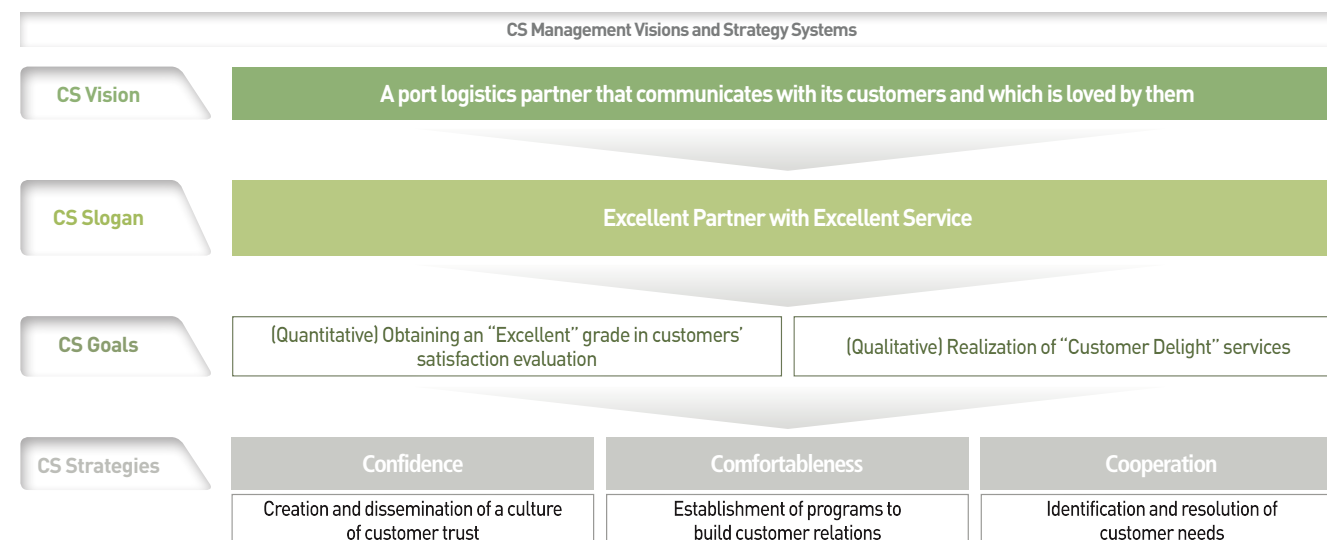 CS Management Visions and Strategy Systems
CS Vision
A port logistics partner that communicates with its customers and which is loved by them
CS Slogan
Excellent Partner with Excellent Service
CS Goals
(Quantitative) Obtaining an “Excellent” grade in customers’
satisfaction evaluation
(Qualitative) Realization of “Customer Delight” services
CS Strategies
Confidence
Comfortableness
Cooperation
Creation and dissemination of a culture
of customer trust
Establishment of programs to
build customer relations
Identification and resolution of
customer needs